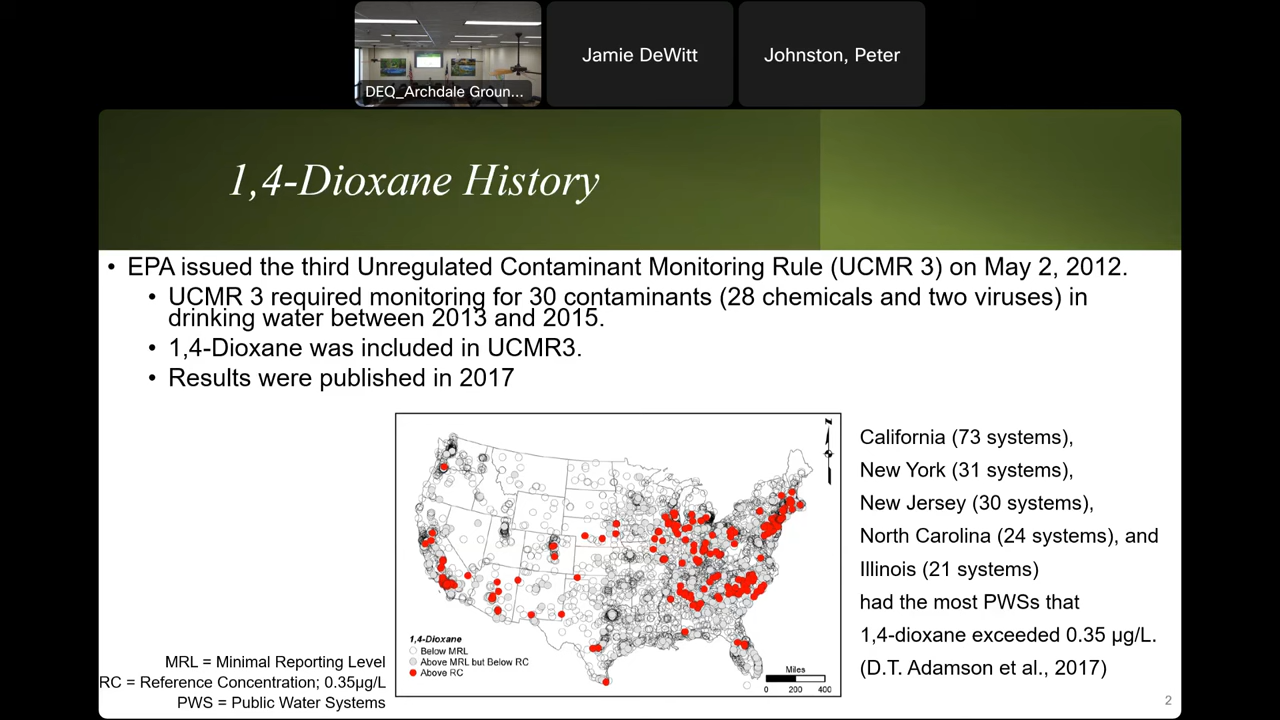 DEQ_Archdale Groun...
Jamie DeWitt
Johnston, Peter
1,4-Dioxane History
• EPA issued the third Unregulated Contaminant Monitoring Rule (UCMR 3) on May 2, 2012.
• UCMR 3 required monitoring for 30 contaminants (28 chemicals and two viruses) in
drinking water between 2013 and 2015.
• 1,4-Dioxane was included in UCMR3.
• Results were published in 2017
N
1,4-Dioxane
Below MRL
Above MRL but Below RC
Above RC
Miles
0 200 400
California (73 systems),
New York (31 systems),
New Jersey (30 systems),
North Carolina (24 systems), and
Illinois (21 systems)
had the most PWSs that
1,4-dioxane exceeded 0.35 µg/L.
(D.T. Adamson et al., 2017)
MRL = Minimal Reporting Level
RC = Reference Concentration; 0.35µg/L
PWS = Public Water Systems
2